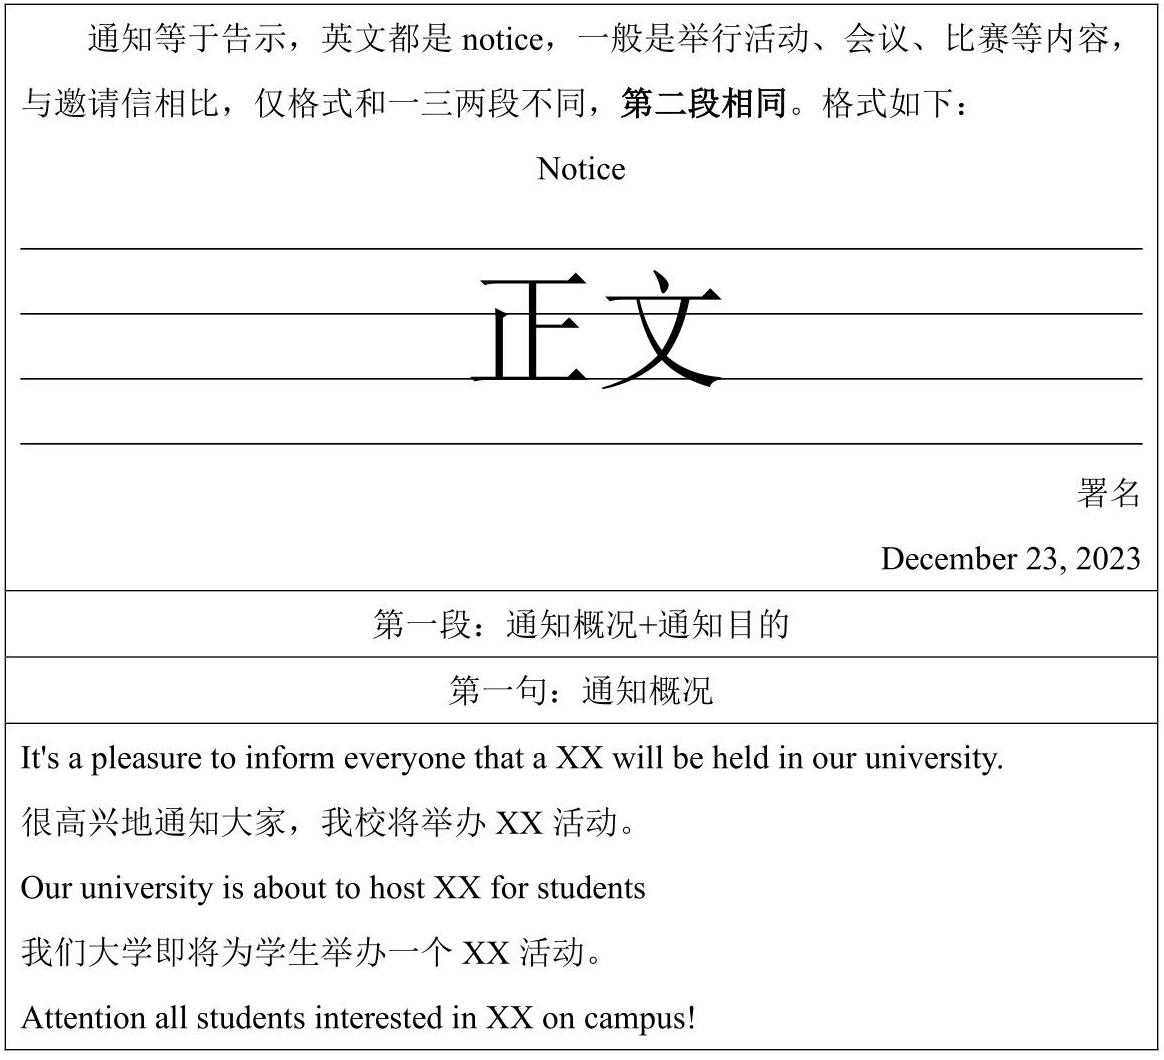 通知等于告示，英文都是 notice，一般是举行活动、会议、比赛等内容，
与邀请信相比，仅格式和一三两段不同，第二段相同。格式如下：
Notice
正文
署名
December 23, 2023
第一段：通知概况+通知目的
第一句：通知概况
It's a pleasure to inform everyone that a XX will be held in our university.
很高兴地通知大家，我校将举办 XX 活动。
Our university is about to host XX for students
我们大学即将为学生举办一个 XX 活动。
Attention all students interested in XX on campus!